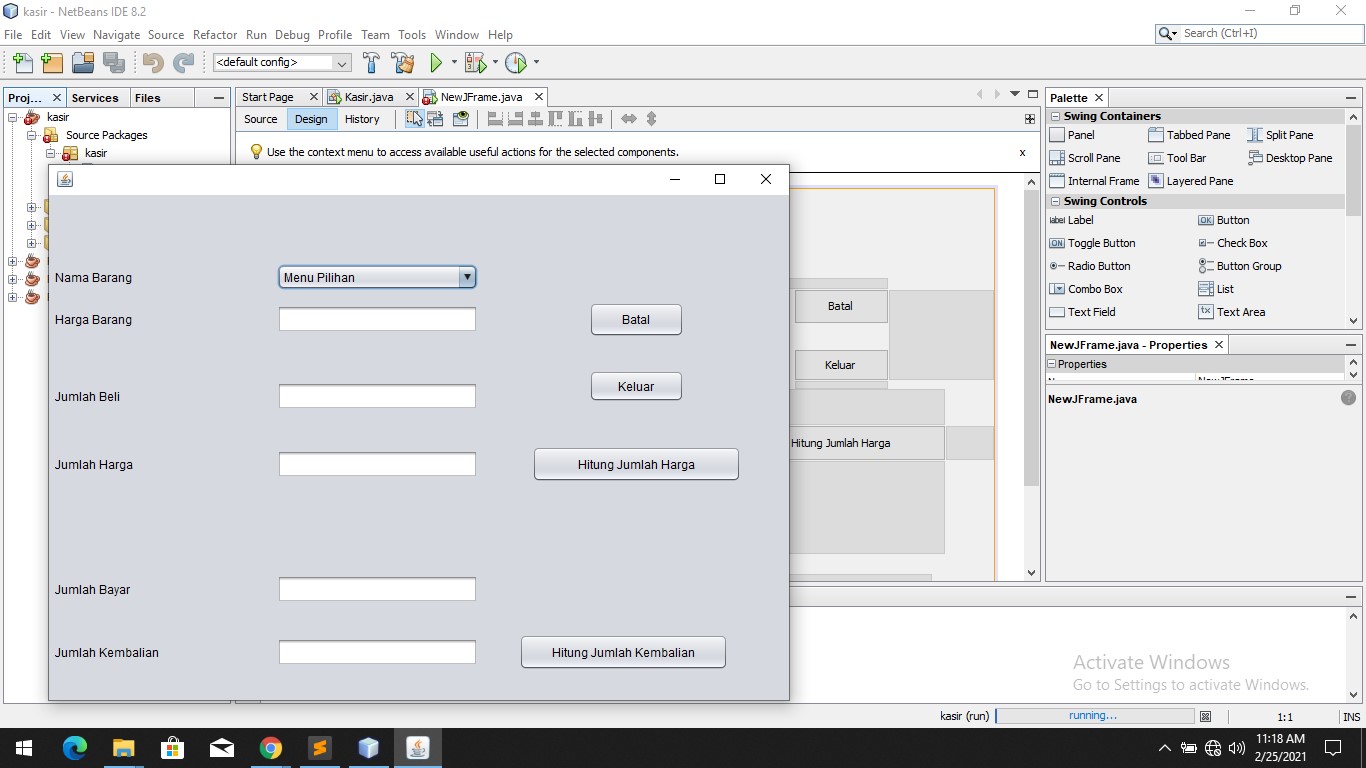 kasir - NetBeans IDE 8.2
File Edit View Navigate Source Refactor Run Debug Profile Team Tools Window Help
Search (Ctrl+I)
<default config>
Proj... Services Files
Start Page Kasir.java NewJFrame.java
Source Design History
Use the context menu to access available useful actions for the selected components.
x
kasir
Source Packages
kasir
Nama Barang
Menu Pilihan
Harga Barang
Batal
Jumlah Beli
Keluar
Jumlah Harga
Hitung Jumlah Harga
Jumlah Bayar
Jumlah Kembalian
Hitung Jumlah Kembalian
Batal
Keluar
Hitung Jumlah Harga
Palette
Swing Containers
Panel Tabbed Pane Split Pane
Scroll Pane Tool Bar Desktop Pane
Internal Frame Layered Pane
Swing Controls
label Label OK Button
ON Toggle Button Check Box
Radio Button Button Group
Combo Box List
Text Field Text Area
NewJFrame.java - Properties
Properties
NewJFrame.java
Activate Windows
Go to Settings to activate Windows.
kasir (run) running... 1:1 INS
11:18 AM
2/25/2021